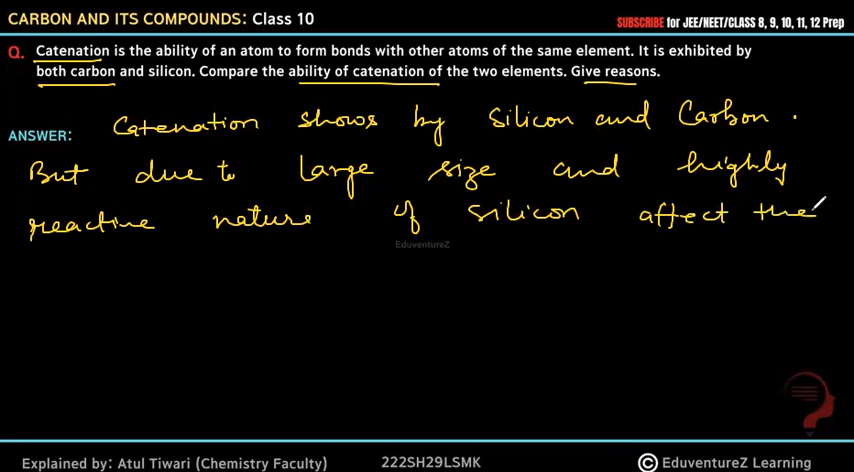 CARBON AND ITS COMPOUNDS: Class 10
SUBSCRIBE for JEE/NEET/CLASS 8, 9, 10, 11, 12 Prep
Q. Catenation is the ability of an atom to form bonds with other atoms of the same element. It is exhibited by
both carbon and silicon. Compare the ability of catenation of the two elements. Give reasons.
ANSWER: Catenation shows by Silicon and Carbon.
But due to large size and highly
reactive nature of silicon affect the
EduventureZ
Explained by: Atul Tiwari (Chemistry Faculty)
222SH29LSMK
© EduventureZ Learning